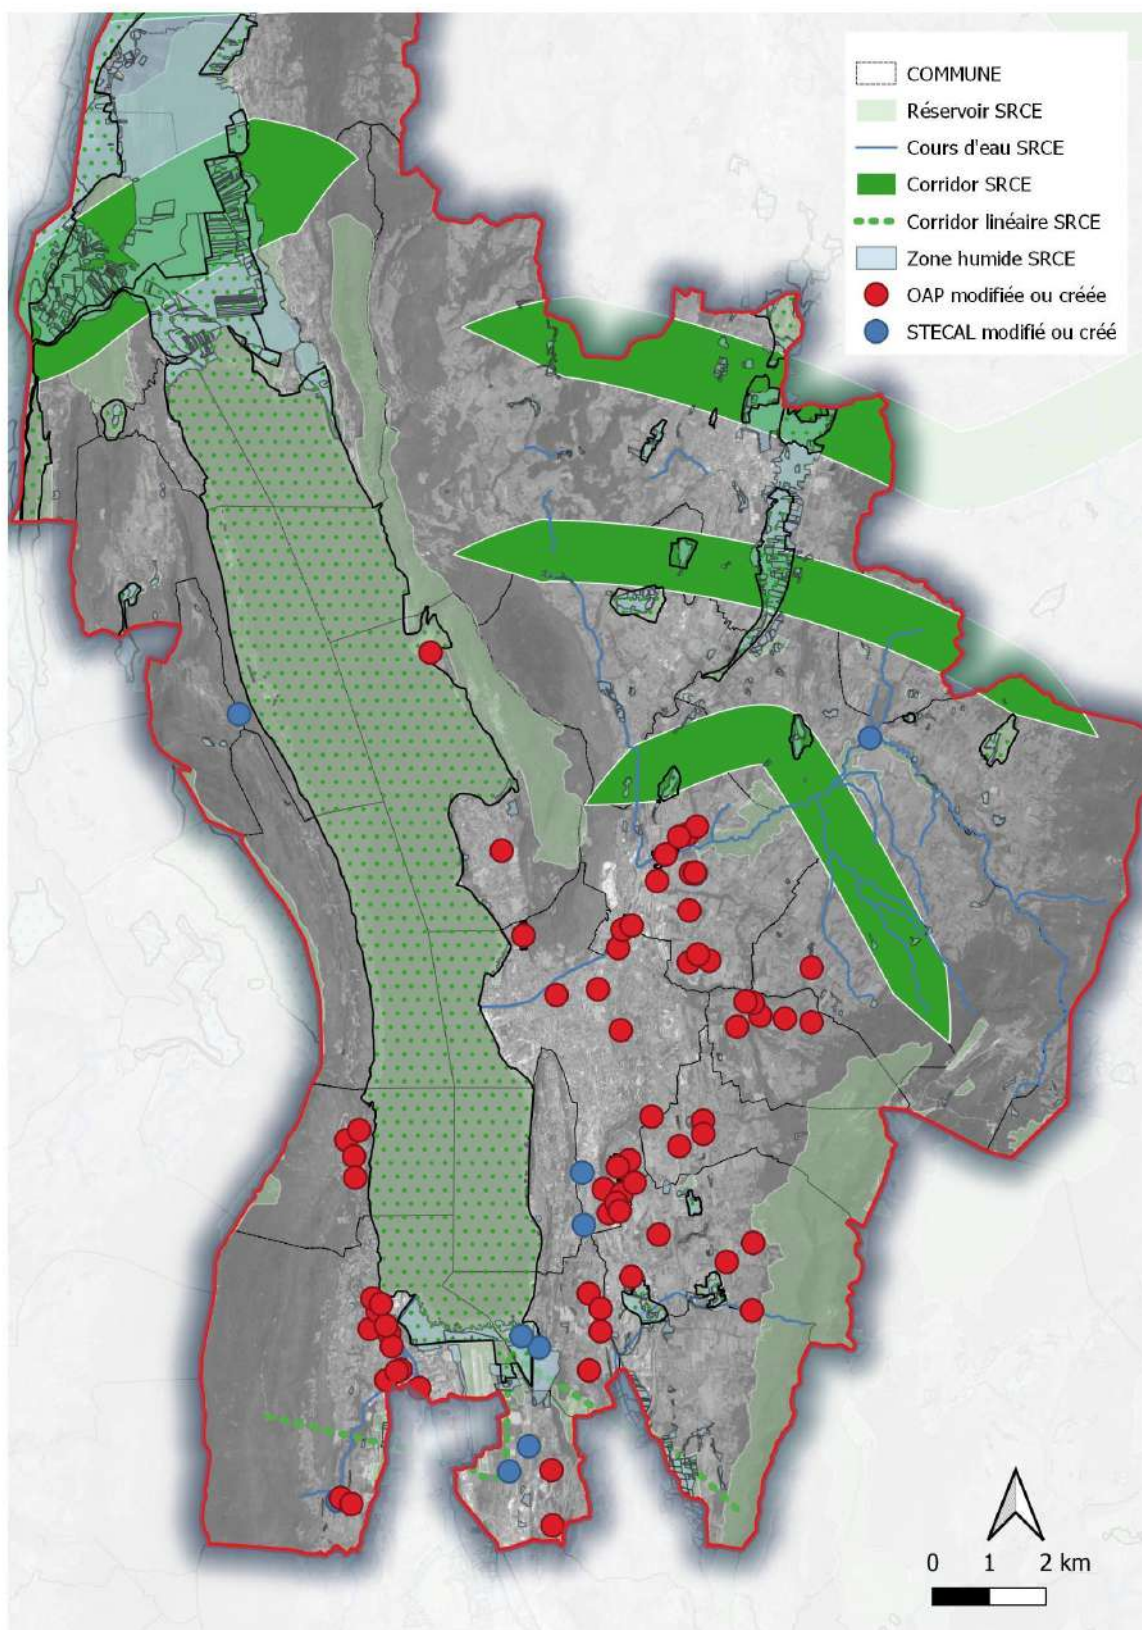 COMMUNE
Réservoir SRCE
Cours d'eau SRCE
Corridor SRCE
Corridor linéaire SRCE
Zone humide SRCE
OAP modifiée ou créée
STECAL modifié ou créé
0 1 2 km